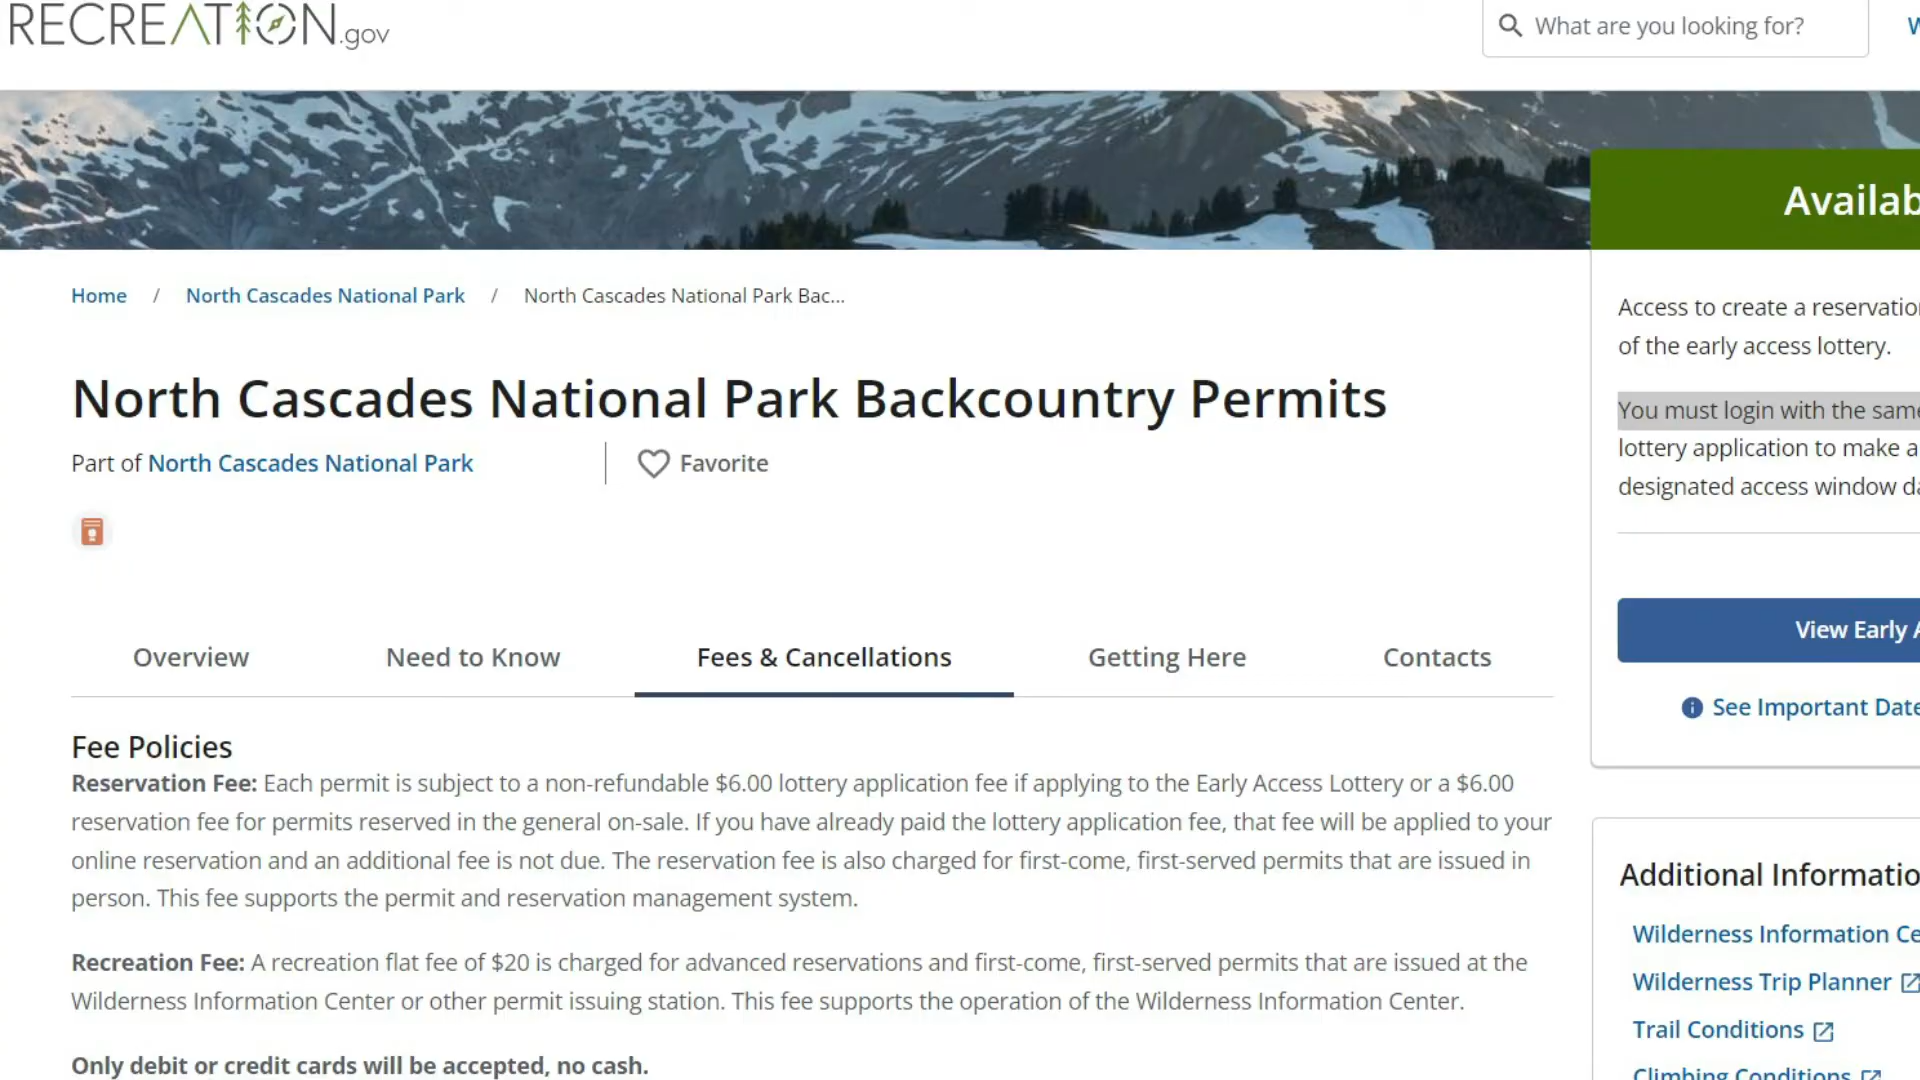 RECREATION.gov
What are you looking for?
Home / North Cascades National Park / North Cascades National Park Bac...
North Cascades National Park Backcountry Permits
Part of North Cascades National Park
Favorite
Overview
Need to Know
Fees & Cancellations
Getting Here
Contacts
Fee Policies
Reservation Fee: Each permit is subject to a non-refundable $6.00 lottery application fee if applying to the Early Access Lottery or a $6.00
reservation fee for permits reserved in the general on-sale. If you have already paid the lottery application fee, that fee will be applied to your
online reservation and an additional fee is not due. The reservation fee is also charged for first-come, first-served permits that are issued in
person. This fee supports the permit and reservation management system.
Recreation Fee: A recreation flat fee of $20 is charged for advanced reservations and first-come, first-served permits that are issued at the
Wilderness Information Center or other permit issuing station. This fee supports the operation of the Wilderness Information Center.
Only debit or credit cards will be accepted, no cash.
Availab
Access to create a reservatio
of the early access lottery.
You must login with the same
lottery application to make a
designated access window da
View Early A
See Important Date
Additional Informatio
Wilderness Information Ce
Wilderness Trip Planner
Trail Conditions
Climbing Conditions